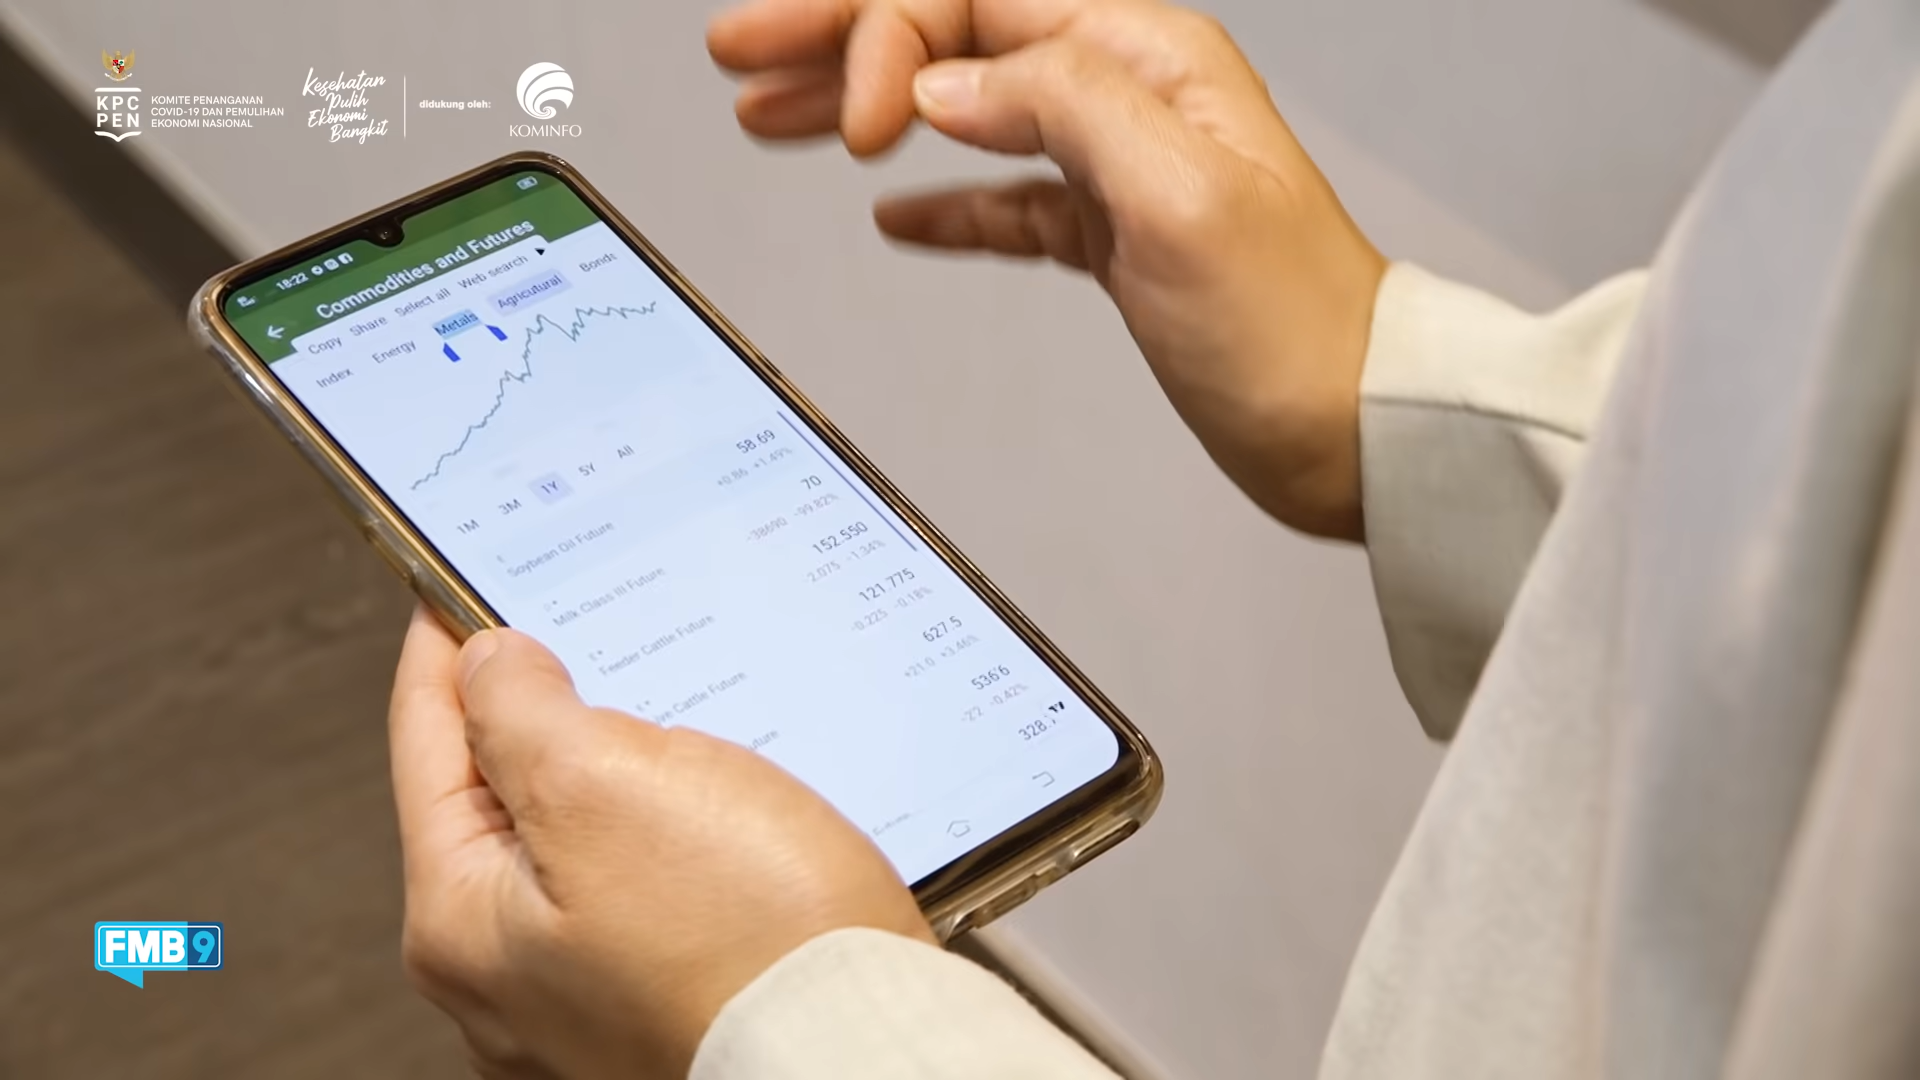 KPC
PEN
KOMITE PENANGANAN
COVID-19 DAN PEMULIHAN
EKONOMI NASIONAL
Kesehatan
Pulih
Ekonomi
Bangkit
didukung oleh:
KOMINFO
18:22
Commodities and Futures
Copy Share Select all Web search
Index Energy Metals Agricutural Bonds
1M 3M 1Y 5Y All
Soybean Oil Future 58.69
+0.86 +1.49%
Milk Class III Future 70
-38690 -99.82%
Feeder Cattle Future 152.550
-2.075 -1.34%
Live Cattle Future 121.775
-0.225 -0.18%
uture 627.5
+21.0 +3.46%
536'6
-2'2 -0.42%
328.
FMB9